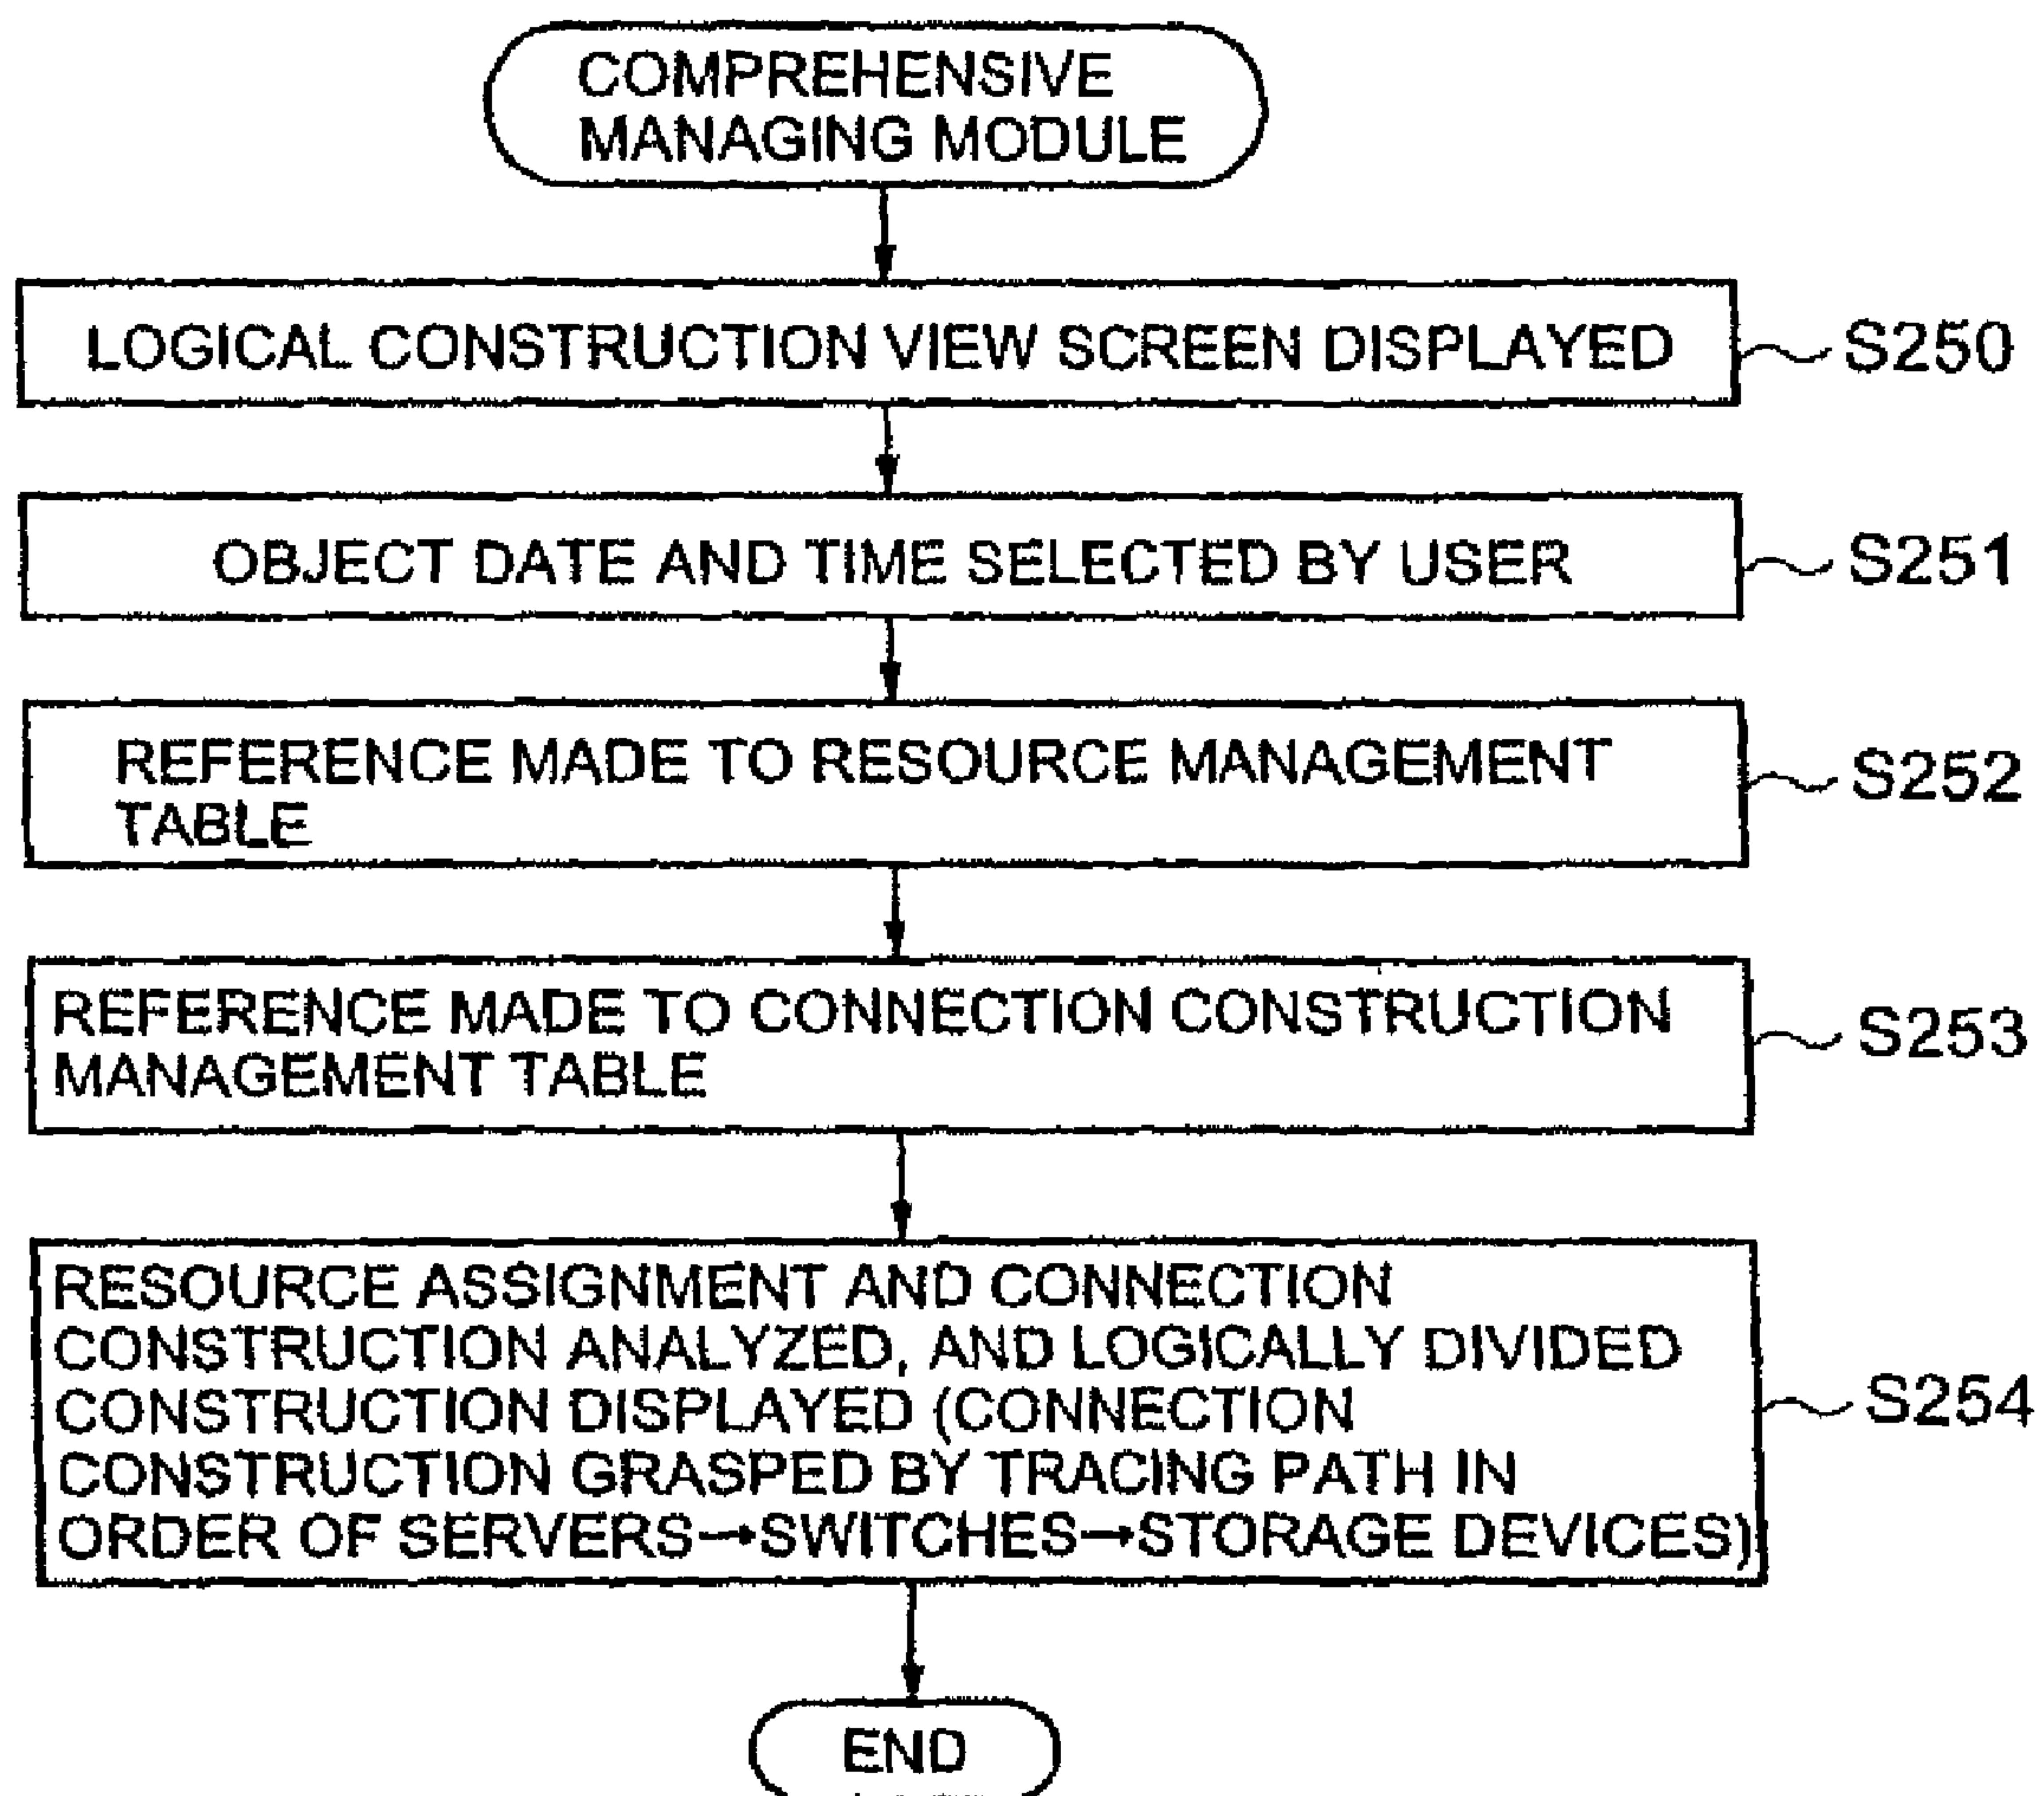 COMPREHENSIVE
MANAGING MODULE
LOGICAL CONSTRUCTION VIEW SCREEN DISPLAYED
S250
OBJECT DATE AND TIME SELECTED BY USER
S251
REFERENCE MADE TO RESOURCE MANAGEMENT
TABLE
S252
REFERENCE MADE TO CONNECTION CONSTRUCTION
MANAGEMENT TABLE
S253
RESOURCE ASSIGNMENT AND CONNECTION
CONSTRUCTION ANALYZED, AND LOGICALLY DIVIDED
CONSTRUCTION DISPLAYED (CONNECTION
CONSTRUCTION GRASPED BY TRACING PATH IN
ORDER OF SERVERS→SWITCHES→STORAGE DEVICES)
S254
END